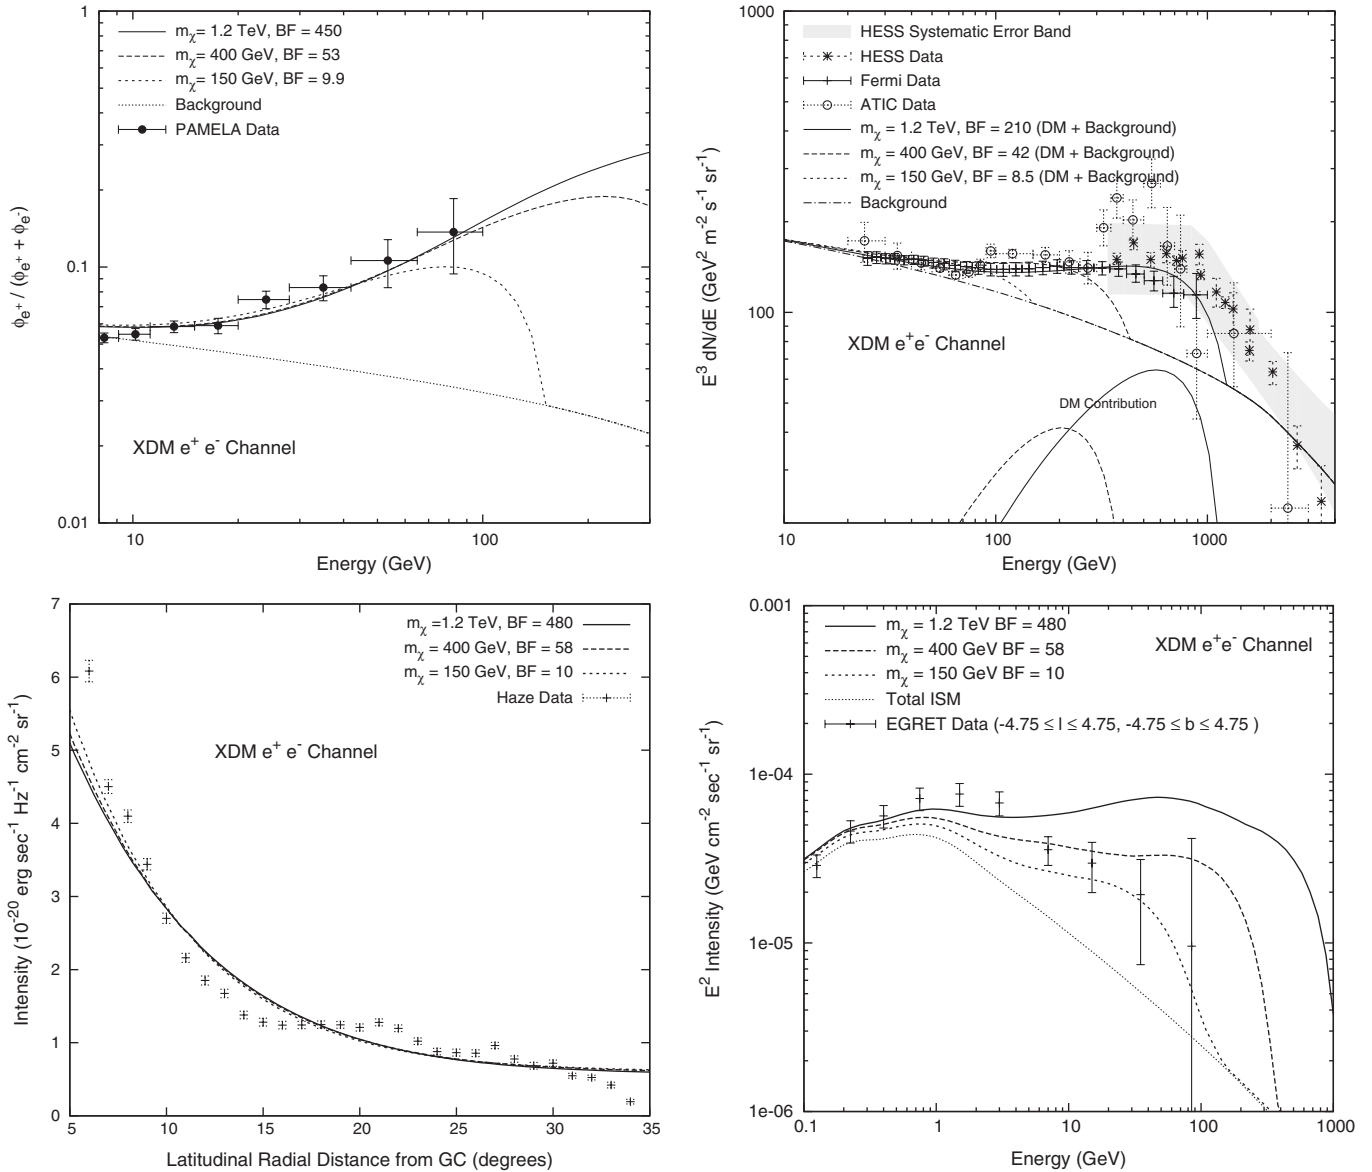 m_χ= 1.2 TeV, BF = 450
m_χ= 400 GeV, BF = 53
m_χ= 150 GeV, BF = 9.9
Background
PAMELA Data
1
0.1
0.01
ϕ_e⁺ / (ϕ_e⁺ + ϕ_e⁻)
XDM e⁺ e⁻ Channel
10
100
Energy (GeV)
HESS Systematic Error Band
HESS Data
Fermi Data
ATIC Data
m_χ = 1.2 TeV, BF = 210 (DM + Background)
m_χ = 400 GeV, BF = 42 (DM + Background)
m_χ = 150 GeV, BF = 8.5 (DM + Background)
Background
1000
100
E³ dN/dE (GeV² m⁻² s⁻¹ sr⁻¹)
XDM e⁺e⁻ Channel
DM Contribution
10
100
1000
Energy (GeV)
m_χ =1.2 TeV, BF = 480
m_χ = 400 GeV, BF = 58
m_χ = 150 GeV, BF = 10
Haze Data
7
6
5
4
3
2
1
0
Intensity (10⁻²⁰ erg sec⁻¹ Hz⁻¹ cm⁻² sr⁻¹)
XDM e⁺ e⁻ Channel
5
10
15
20
25
30
35
Latitudinal Radial Distance from GC (degrees)
m_χ = 1.2 TeV BF = 480
m_χ = 400 GeV BF = 58
m_χ = 150 GeV BF = 10
Total ISM
EGRET Data (-4.75 ≤ l ≤ 4.75, -4.75 ≤ b ≤ 4.75 )
XDM e⁺e⁻ Channel
0.001
1e-04
1e-05
1e-06
E² Intensity (GeV cm⁻² sec⁻¹ sr⁻¹)
0.1
1
10
100
1000
Energy (GeV)